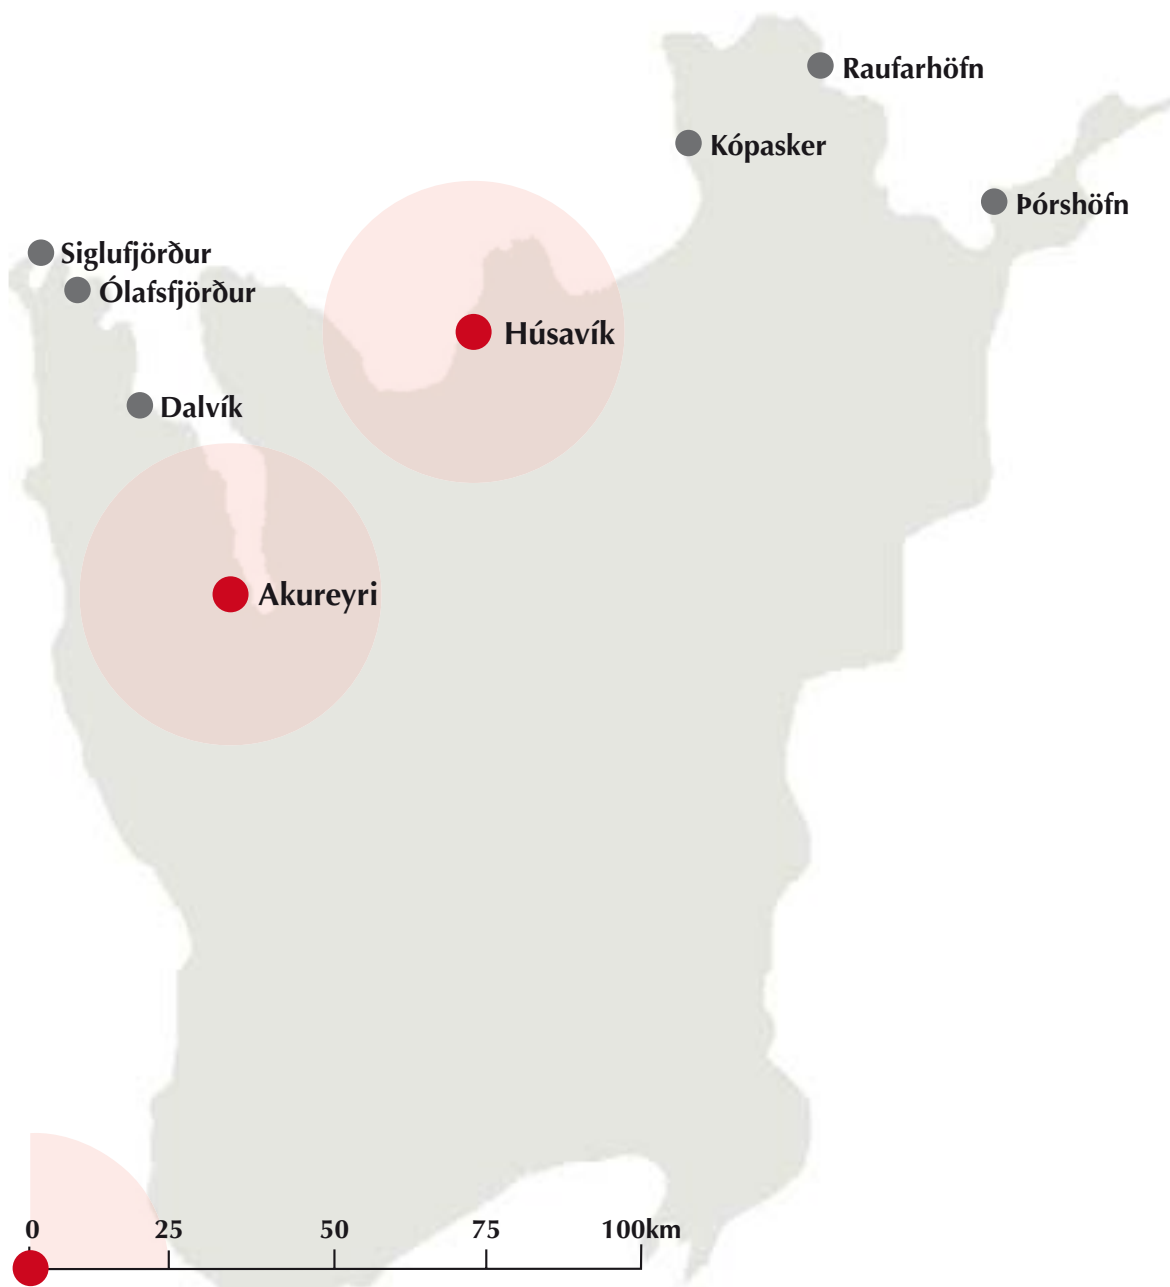 Raufarhöfn
Kópasker
Þórshöfn
Siglufjörður
Ólafsfjörður
Húsavík
Dalvík
Akureyri
0 25 50 75 100km